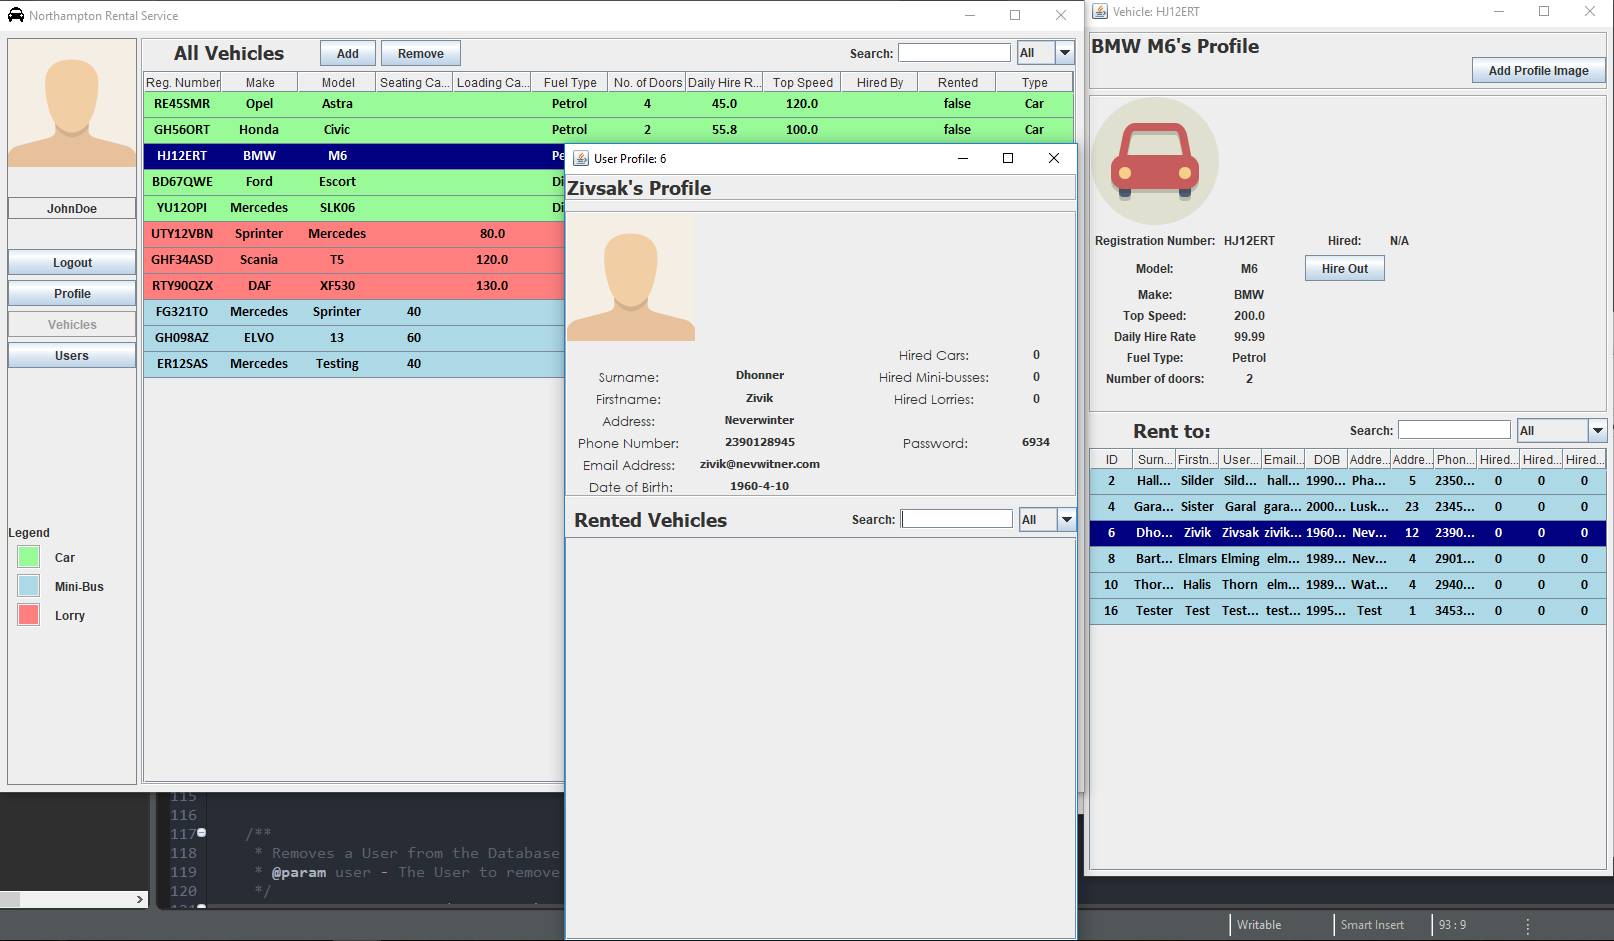 Northampton Rental Service
JohnDoe
Logout
Profile
Vehicles
Users
Legend
Car
Mini-Bus
Lorry
All Vehicles Add Remove Search: All
Reg. Number Make Model Seating Ca... Loading Ca... Fuel Type No. of Doors Daily Hire R... Top Speed Hired By Rented Type
RE45SMR Opel Astra Petrol 4 45.0 120.0 false Car
GH56ORT Honda Civic Petrol 2 55.8 100.0 false Car
HJ12ERT BMW M6 Pe
BD67QWE Ford Escort Di
YU12OPI Mercedes SLK06 Di
UTY12VBN Sprinter Mercedes 80.0
GHF34ASD Scania T5 120.0
RTY90QZX DAF XF530 130.0
FG321TO Mercedes Sprinter 40
GH098AZ ELVO 13 60
ER12SAS Mercedes Testing 40
User Profile: 6
Zivsak's Profile
Hired Cars: 0
Surname: Dhonner Hired Mini-busses: 0
Firstname: Zivik Hired Lorries: 0
Address: Neverwinter
Phone Number: 2390128945 Password: 6934
Email Address: zivik@nevwitner.com
Date of Birth: 1960-4-10
Rented Vehicles Search: All
Vehicle: HJ12ERT
BMW M6's Profile
Add Profile Image
Registration Number: HJ12ERT Hired: N/A
Model: M6 Hire Out
Make: BMW
Top Speed: 200.0
Daily Hire Rate 99.99
Fuel Type: Petrol
Number of doors: 2
Rent to: Search: All
ID Surn... Firstn... User... Email... DOB Addre... Addre... Phon... Hired... Hired... Hired...
2 Hall... Silder Sild... hall... 1990... Pha... 5 2350... 0 0 0
4 Gara... Sister Garal gara... 2000... Lusk... 23 2345... 0 0 0
6 Dho... Zivik Zivsak zivik... 1960... Nev... 12 2390... 0 0 0
8 Bart... Elmars Elming elm... 1989... Nev... 4 2901... 0 0 0
10 Thor... Halis Thorn elm... 1989... Wat... 4 2940... 0 0 0
16 Tester Test Test... test... 1995... Test 1 3453... 0 0 0
115
116
117 /**
118 * Removes a User from the Database
119 * @param user - The User to remove
120 */
Writable Smart Insert 93 : 9